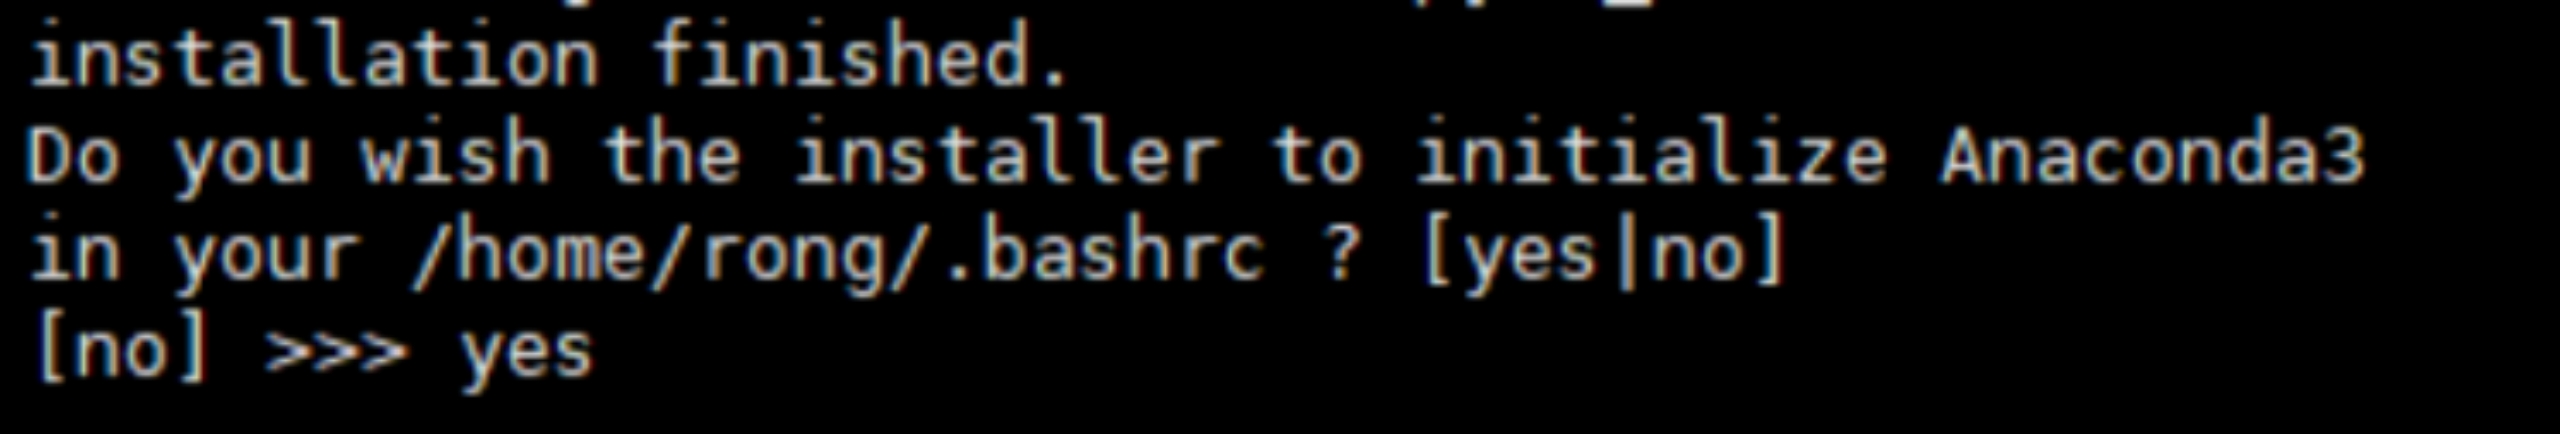 installation finished.
Do you wish the installer to initialize Anaconda3
in your /home/rong/.bashrc ? [yes|no]
[no] >>> yes